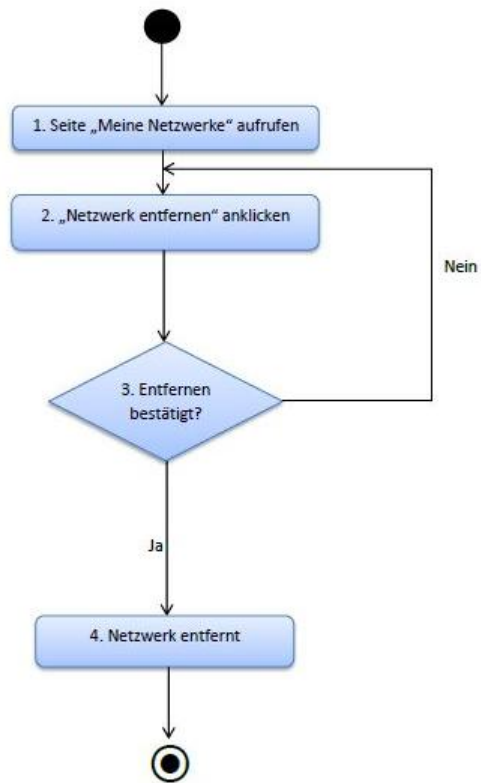 1. Seite „Meine Netzwerke“ aufrufen
2. „Netzwerk entfernen“ anklicken
Nein
3. Entfernen
bestätigt?
Ja
4. Netzwerk entfernt